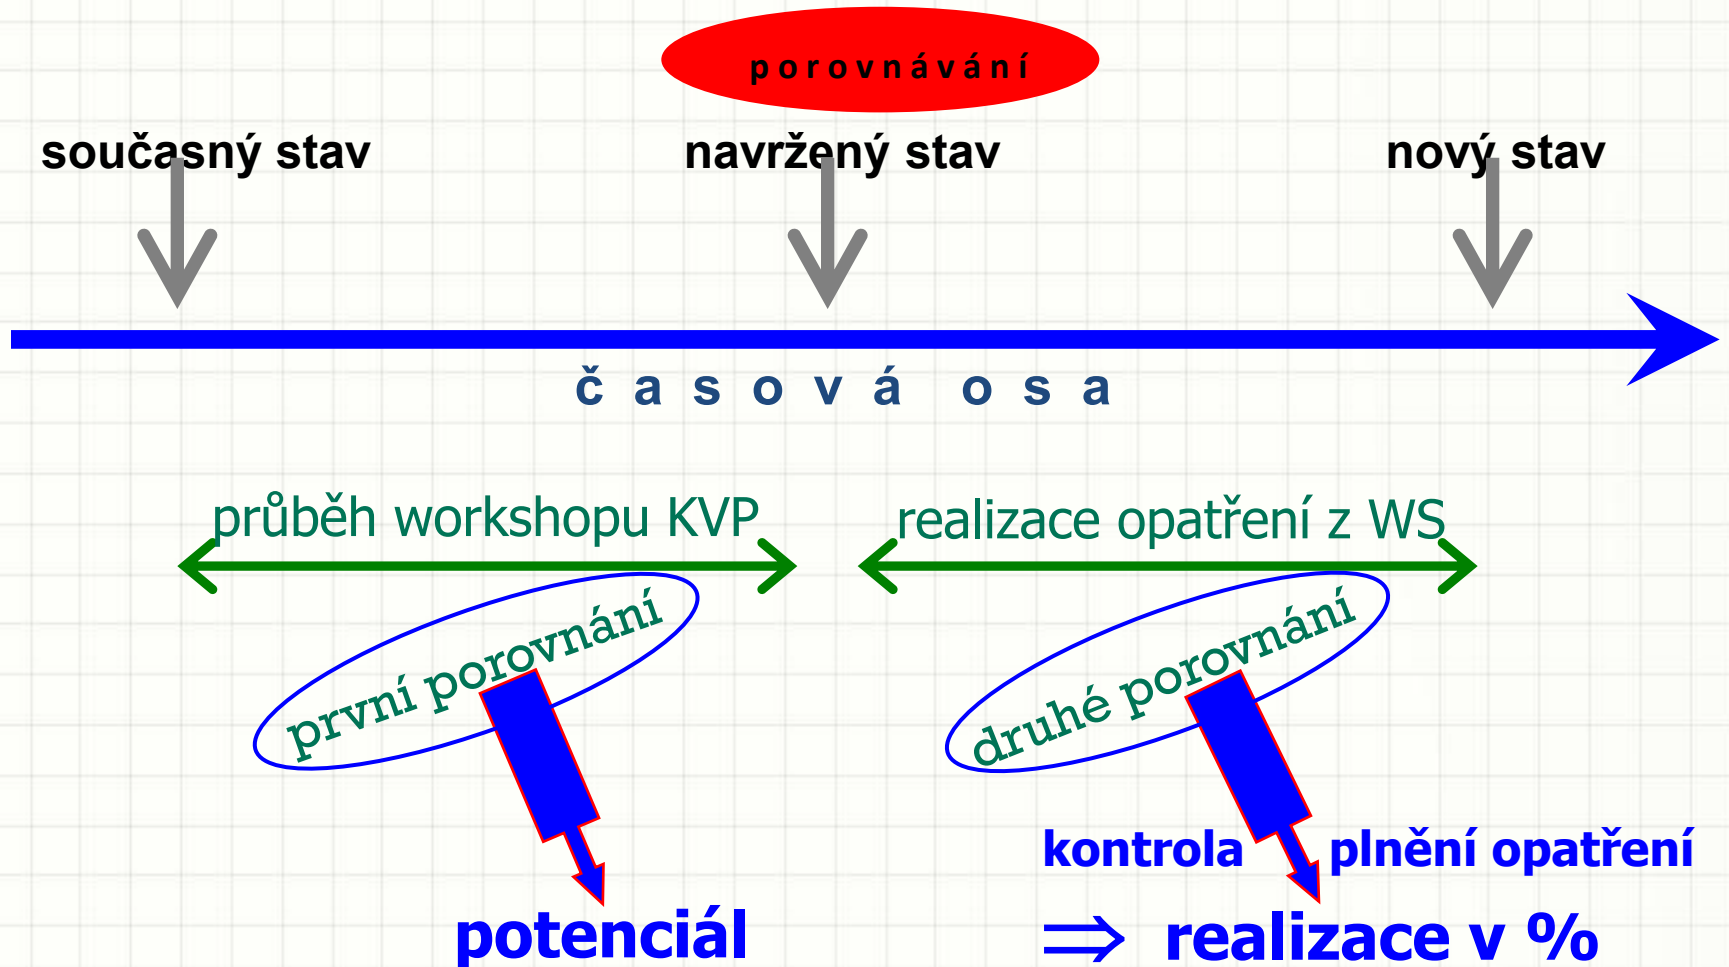 porovnávání
současný stav navržený stav nový stav
časová osa
průběh workshopu KVP realizace opatření z WS
první porovnání druhé porovnání
kontrola plnění opatření
potenciál ⇒ realizace v %